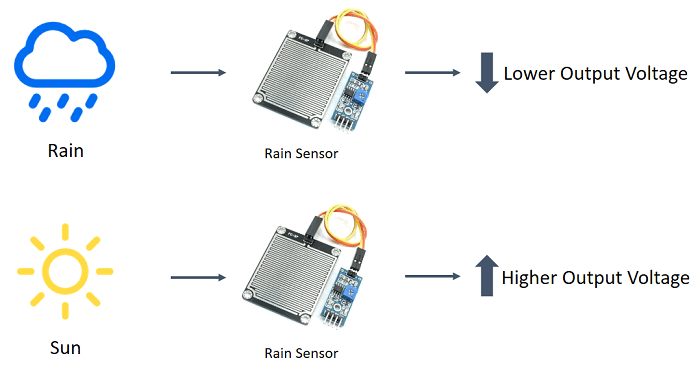 Rain
Rain Sensor
Lower Output Voltage
Sun
Rain Sensor
Higher Output Voltage